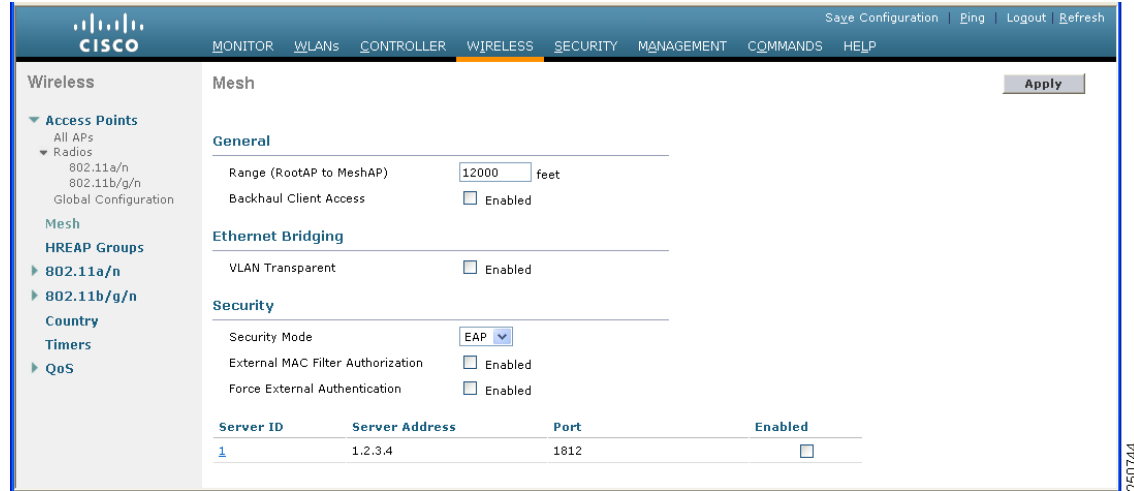 Save Configuration | Ping | Logout | Refresh
CISCO
MONITOR WLANs CONTROLLER WIRELESS SECURITY MANAGEMENT COMMANDS HELP
Wireless
Access Points
All APs
Radios
802.11a/n
802.11b/g/n
Global Configuration
Mesh
HREAP Groups
802.11a/n
802.11b/g/n
Country
Timers
QoS
Mesh
Apply
General
Range (RootAP to MeshAP) 12000 feet
Backhaul Client Access Enabled
Ethernet Bridging
VLAN Transparent Enabled
Security
Security Mode EAP
External MAC Filter Authorization Enabled
Force External Authentication Enabled
Server ID Server Address Port Enabled
1 1.2.3.4 1812
250744